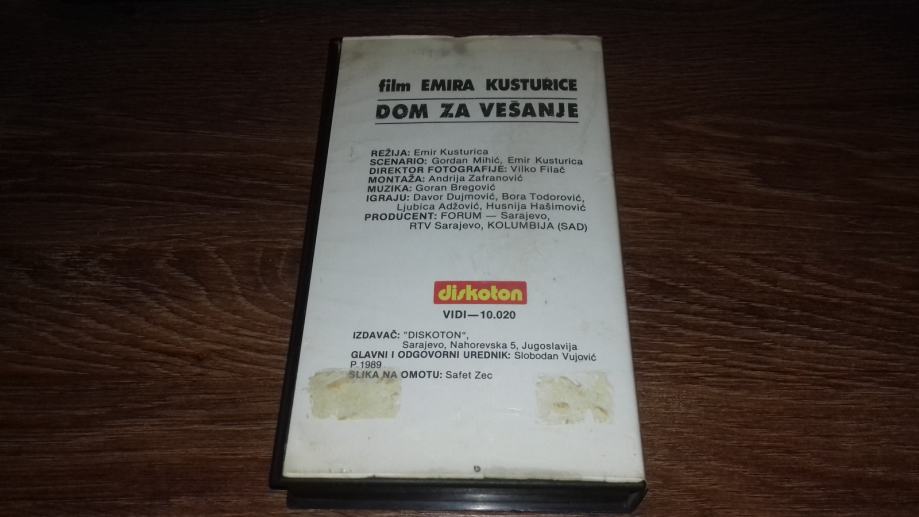 film EMIRA KUSTURICE
DOM ZA VEŠANJE
REŽIJA: Emir Kusturica
SCENARIO: Gordan Mihić, Emir Kusturica
DIREKTOR FOTOGRAFIJE: Vilko Filač
MONTAŽA: Andrija Zafranović
MUZIKA: Goran Bregović
IGRAJU: Davor Dujmović, Bora Todorović,
Ljubica Adžović, Husnija Hašimović
PRODUCENT: FORUM — Sarajevo,
RTV Sarajevo, KOLUMBIJA (SAD)
diskoton
VIDI—10.020
IZDAVAČ: "DISKOTON",
Sarajevo, Nahorevska 5, Jugoslavija
GLAVNI I ODGOVORNI UREDNIK: Slobodan Vujović
P 1989
SLIKA NA OMOTU: Safet Zec